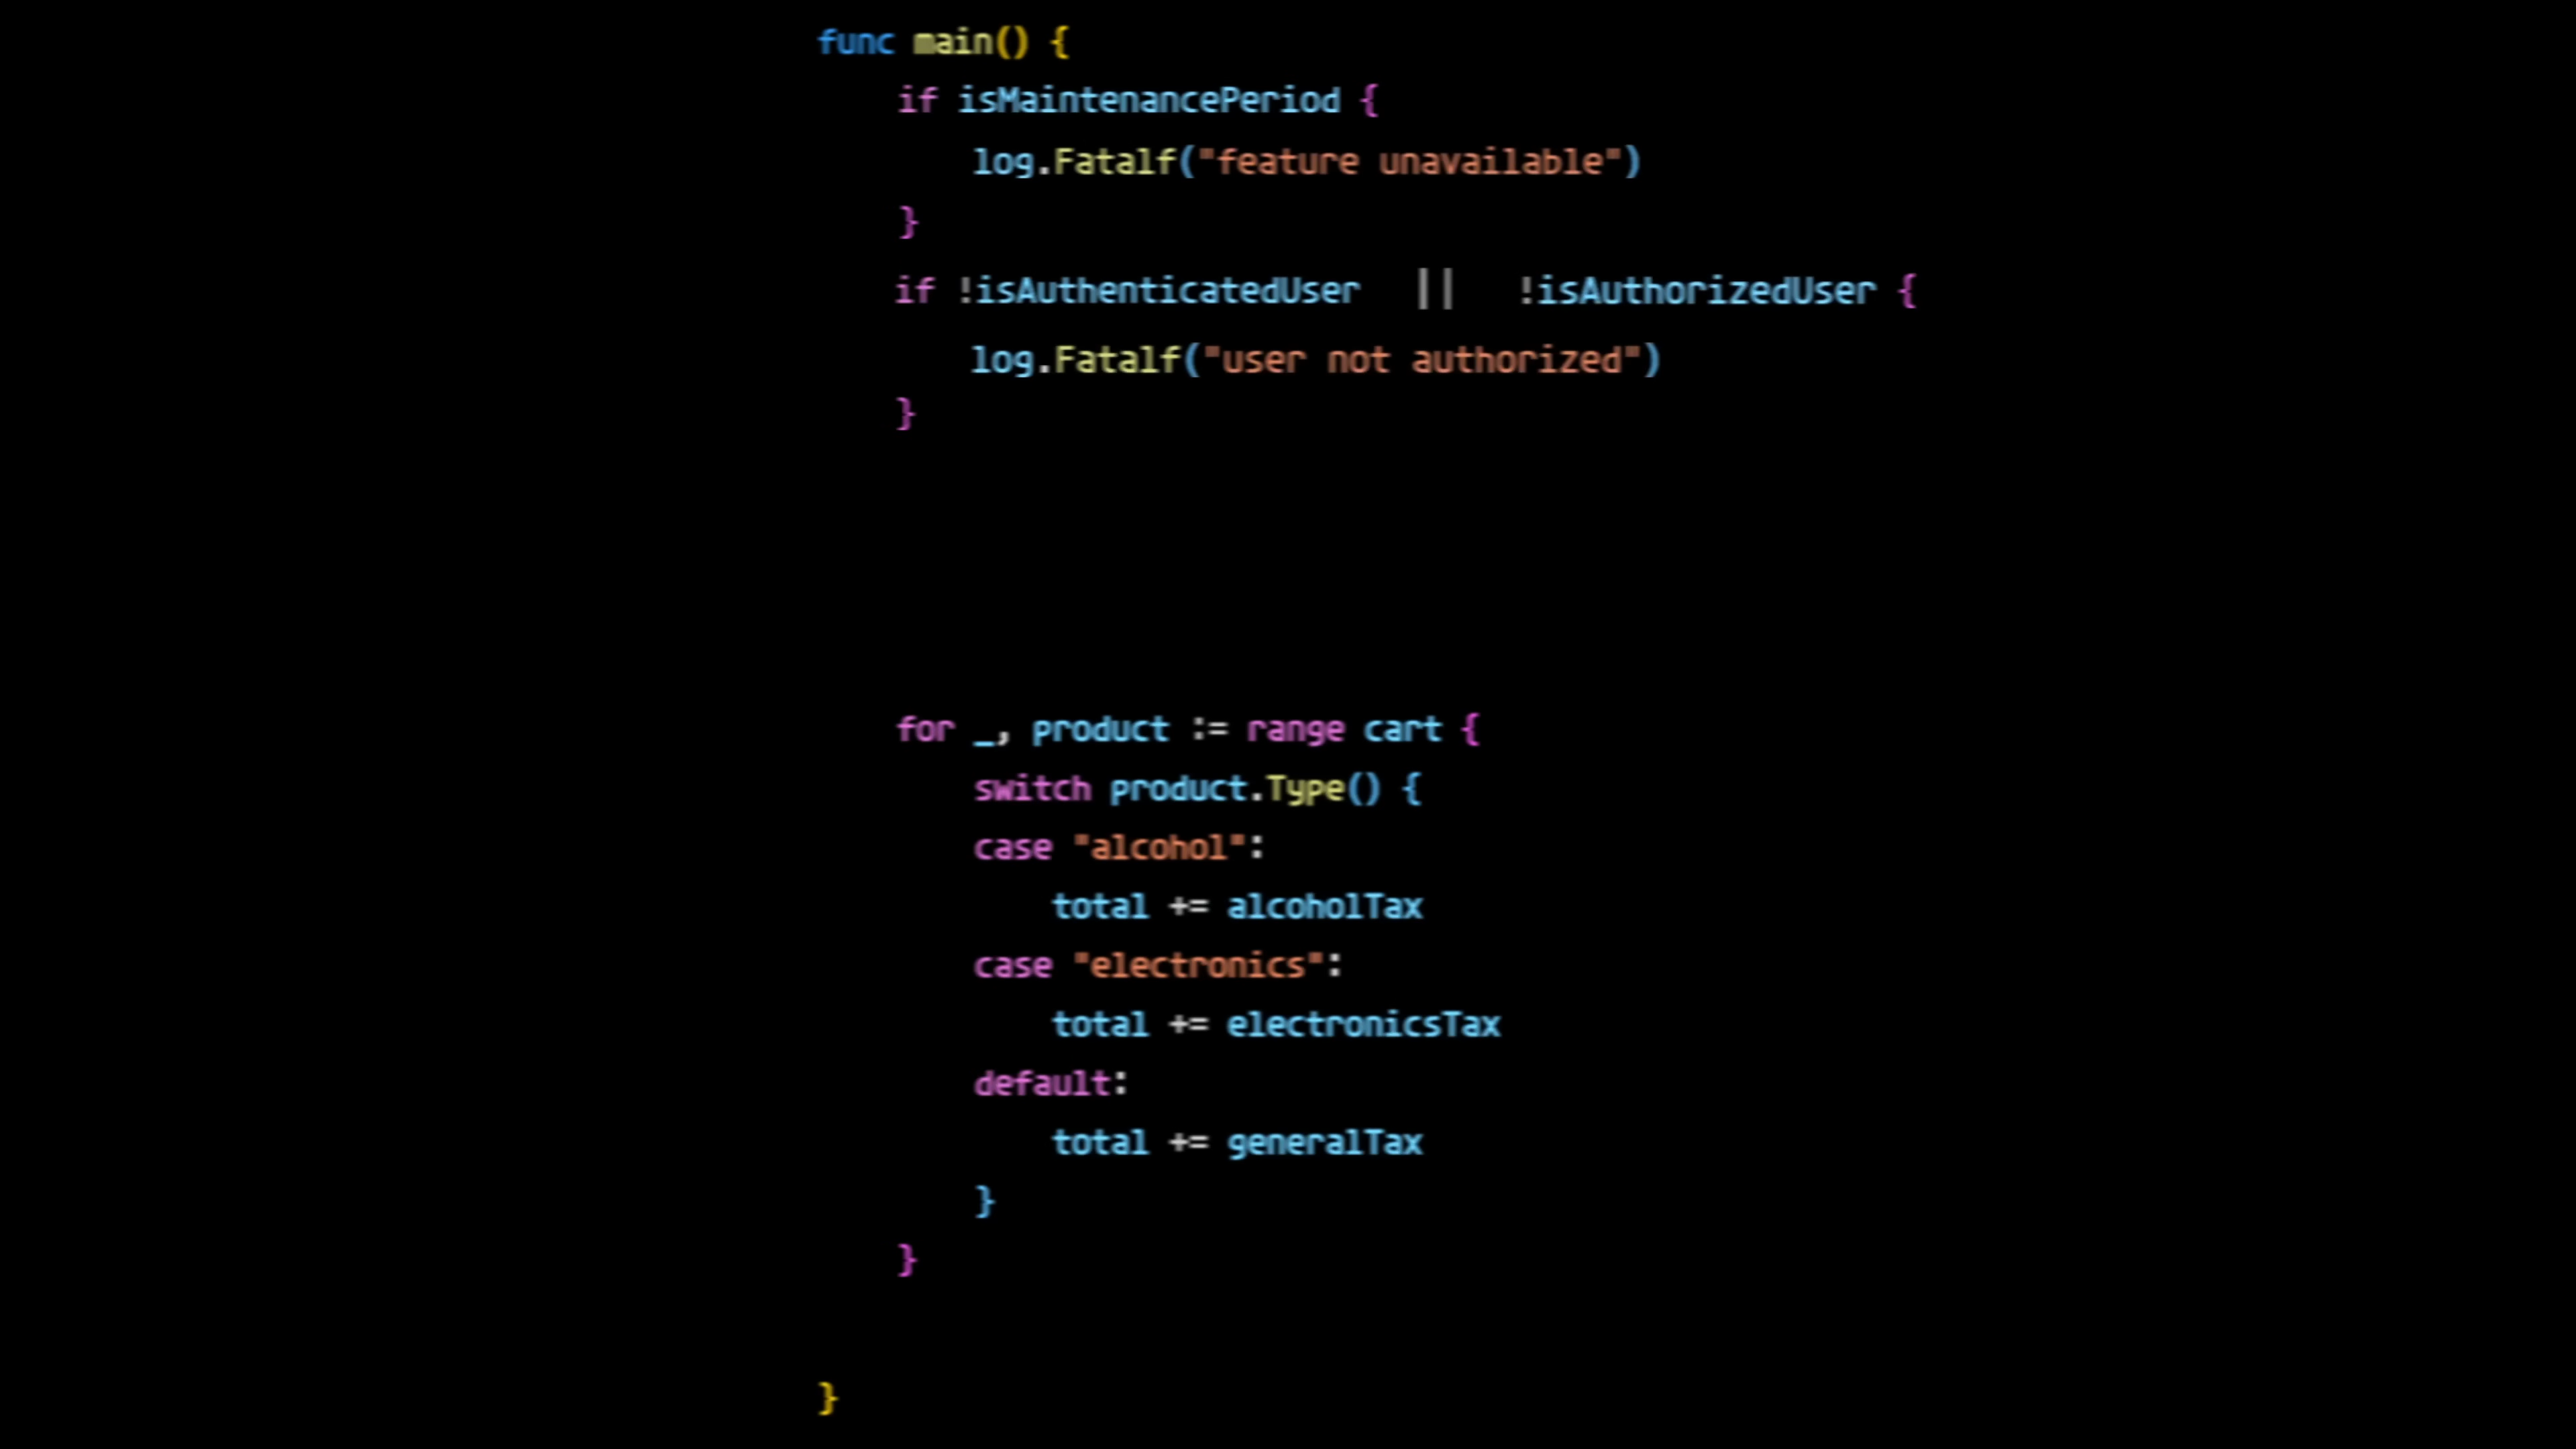 func main() {
    if isMaintenancePeriod {
        log.Fatalf("feature unavailable")
    }
    if !isAuthenticatedUser || !isAuthorizedUser {
        log.Fatalf("user not authorized")
    }
    for _, product := range cart {
        switch product.Type() {
        case "alcohol":
            total += alcoholTax
        case "electronics":
            total += electronicsTax
        default:
            total += generalTax
        }
    }
}